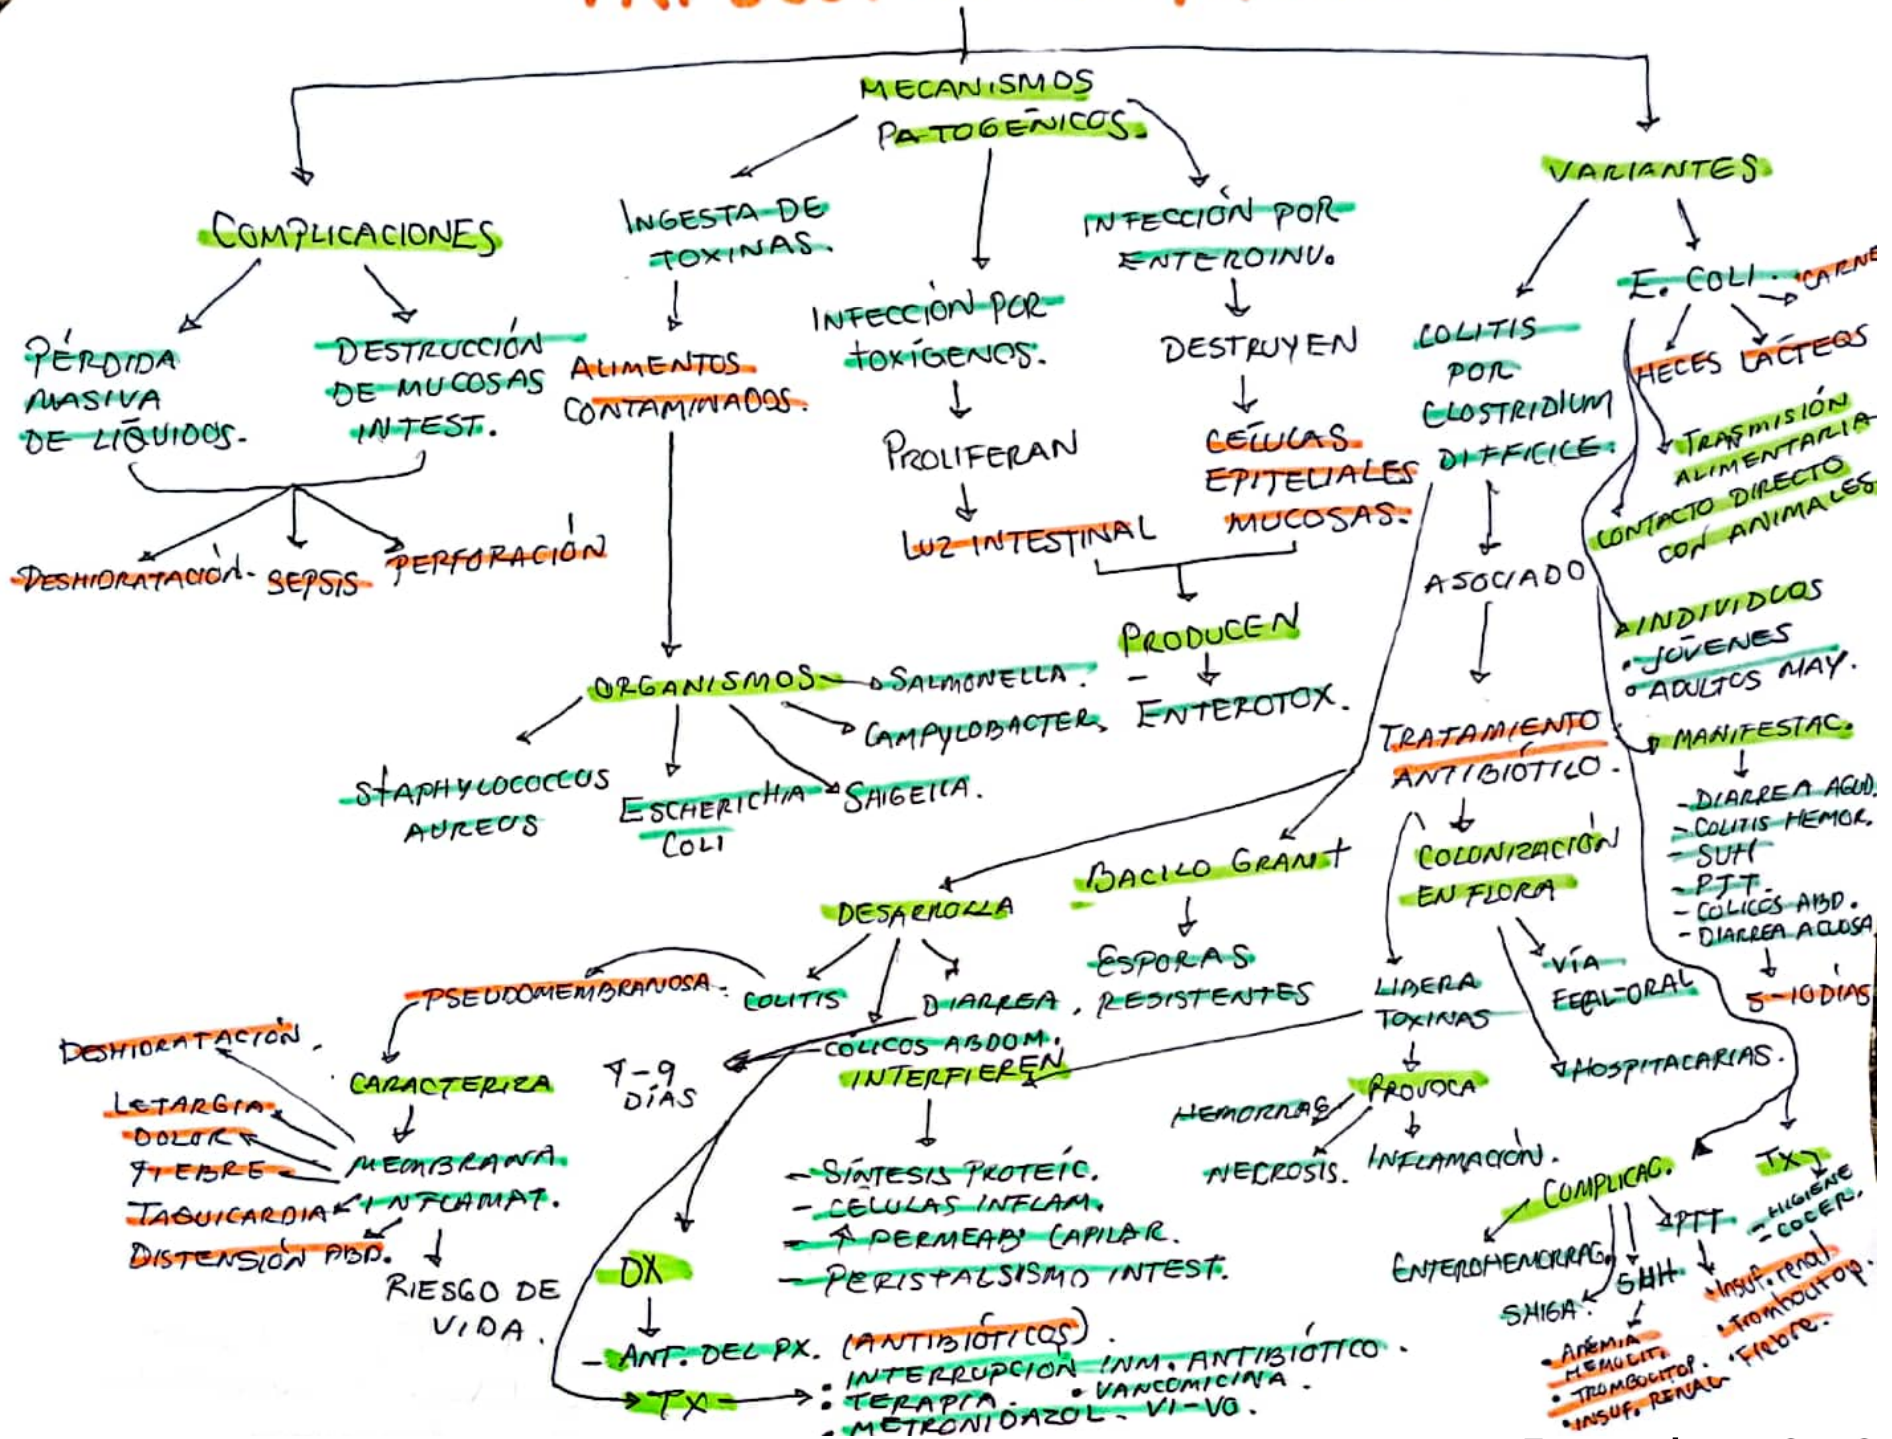 MECANISMOS
PATOGÉNICOS.
COMPLICACIONES
PÉRDIDA
MASIVA
DE LÍQUIDOS.
DESTRUCCIÓN
DE MUCOSAS
INTEST.
DESHIDRATACIÓN.
SEPSIS
PERFORACIÓN
INGESTA DE
TOXINAS.
ALIMENTOS
CONTAMINADOS.
INFECCIÓN POR
TOXÍGENOS.
PROLIFERAN
LUZ INTESTINAL
INFECCIÓN POR
ENTEROINV.
DESTRUYEN
CÉLULAS
EPITELIALES
MUCOSAS.
PRODUCEN
ENTEROTOX.
ORGANISMOS
SALMONELLA.
CAMPYLOBACTER.
SHIGELLA.
ESCHERICHIA
COLI
STAPHYLOCOCCUS
AUREUS
VARIANTES
COLITIS
POR
CLOSTRIDIUM
DIFFICILE.
ASOCIADO
TRATAMIENTO
ANTIBIÓTICO.
COLONIZACIÓN
EN FLORA
VÍA
FECAL-ORAL
HOSPITALARIAS.
LIBERA
TOXINAS
PROVOCA
HEMORRAG
NECROSIS.
INFLAMACIÓN.
BACILO GRAM +
ESPORAS
RESISTENTES
DESARROLLA
COLITIS
DIARREA.
CÓLICOS ABDOM.
PSEUDOMEMBRANOSA.
CARACTERIZA
MEMBRANA
INFLAMAT.
DESHIDRATACIÓN.
LETARGIA
DOLOR
FIEBRE
TAQUICARDIA
DISTENSIÓN ABD.
RIESGO DE
VIDA.
DÍAS
INTERFIEREN
- SÍNTESIS PROTEÍC.
- CÉLULAS INFLAM.
- ↑ PERMEAB. CAPILAR.
- PERISTALSISMO INTEST.
DX
- ANT. DEL PX. (ANTIBIÓTICOS).
TX
• INTERRUPCIÓN INM. ANTIBIÓTICO.
• TERAPIA. • VANCOMICINA.
• METRONIDAZOL - VI-VO.
E. COLI.
CARNE
HECES
LÁCTEOS
TRASMISIÓN
ALIMENTARIA
CONTACTO DIRECTO
CON ANIMALES
INDIVIDUOS
• JÓVENES
• ADULTOS MAY.
MANIFESTAC.
- DIARREA AGUD.
- COLITIS HEMOR.
- SUH
- PTT.
- CÓLICOS ABD.
- DIARREA ACUOSA
5-10 DÍAS
COMPLICAC.
ENTEROHEMORRAG.
SHIGA.
SUH
• ANEMIA
HEMOLIT.
• TROMBOCITOP.
• INSUF. RENAL
PTT
• Insuf. renal
• Trombocitop.
• Fiebre.
TX
- HIGIENE
- COCER.